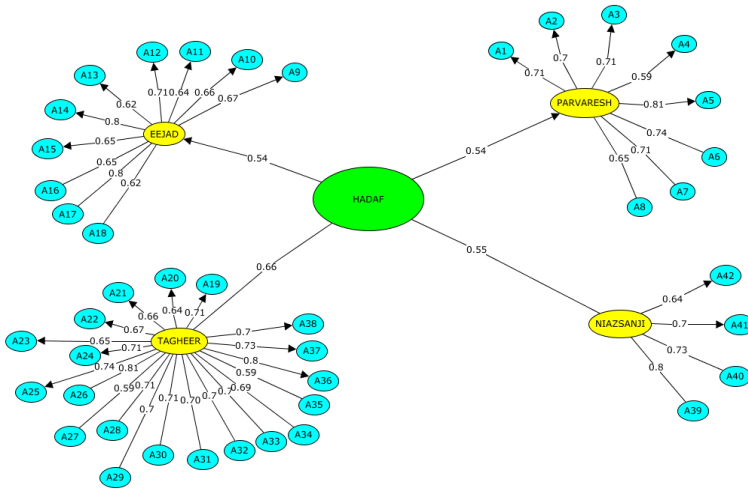 A12
A11
A10
A9
A13
A14
A15
A16
A17
A18
EEJAD
0.71
0.64
0.66
0.67
0.62
0.8
0.65
0.65
0.8
0.62
0.54
A1
A2
A3
A4
A5
A6
A7
A8
PARVARESH
0.71
0.7
0.71
0.59
0.81
0.74
0.71
0.65
0.54
HADAF
0.66
0.55
A19
A20
A21
A22
A23
A24
A25
A26
A27
A28
A29
A30
A31
A32
A33
A34
A35
A36
A37
A38
TAGHEER
0.71
0.64
0.66
0.67
0.65
0.71
0.74
0.81
0.59
0.71
0.7
0.71
0.70
0.69
0.59
0.8
0.73
0.7
NIAZSANJI
A42
A41
A40
A39
0.64
0.7
0.73
0.8